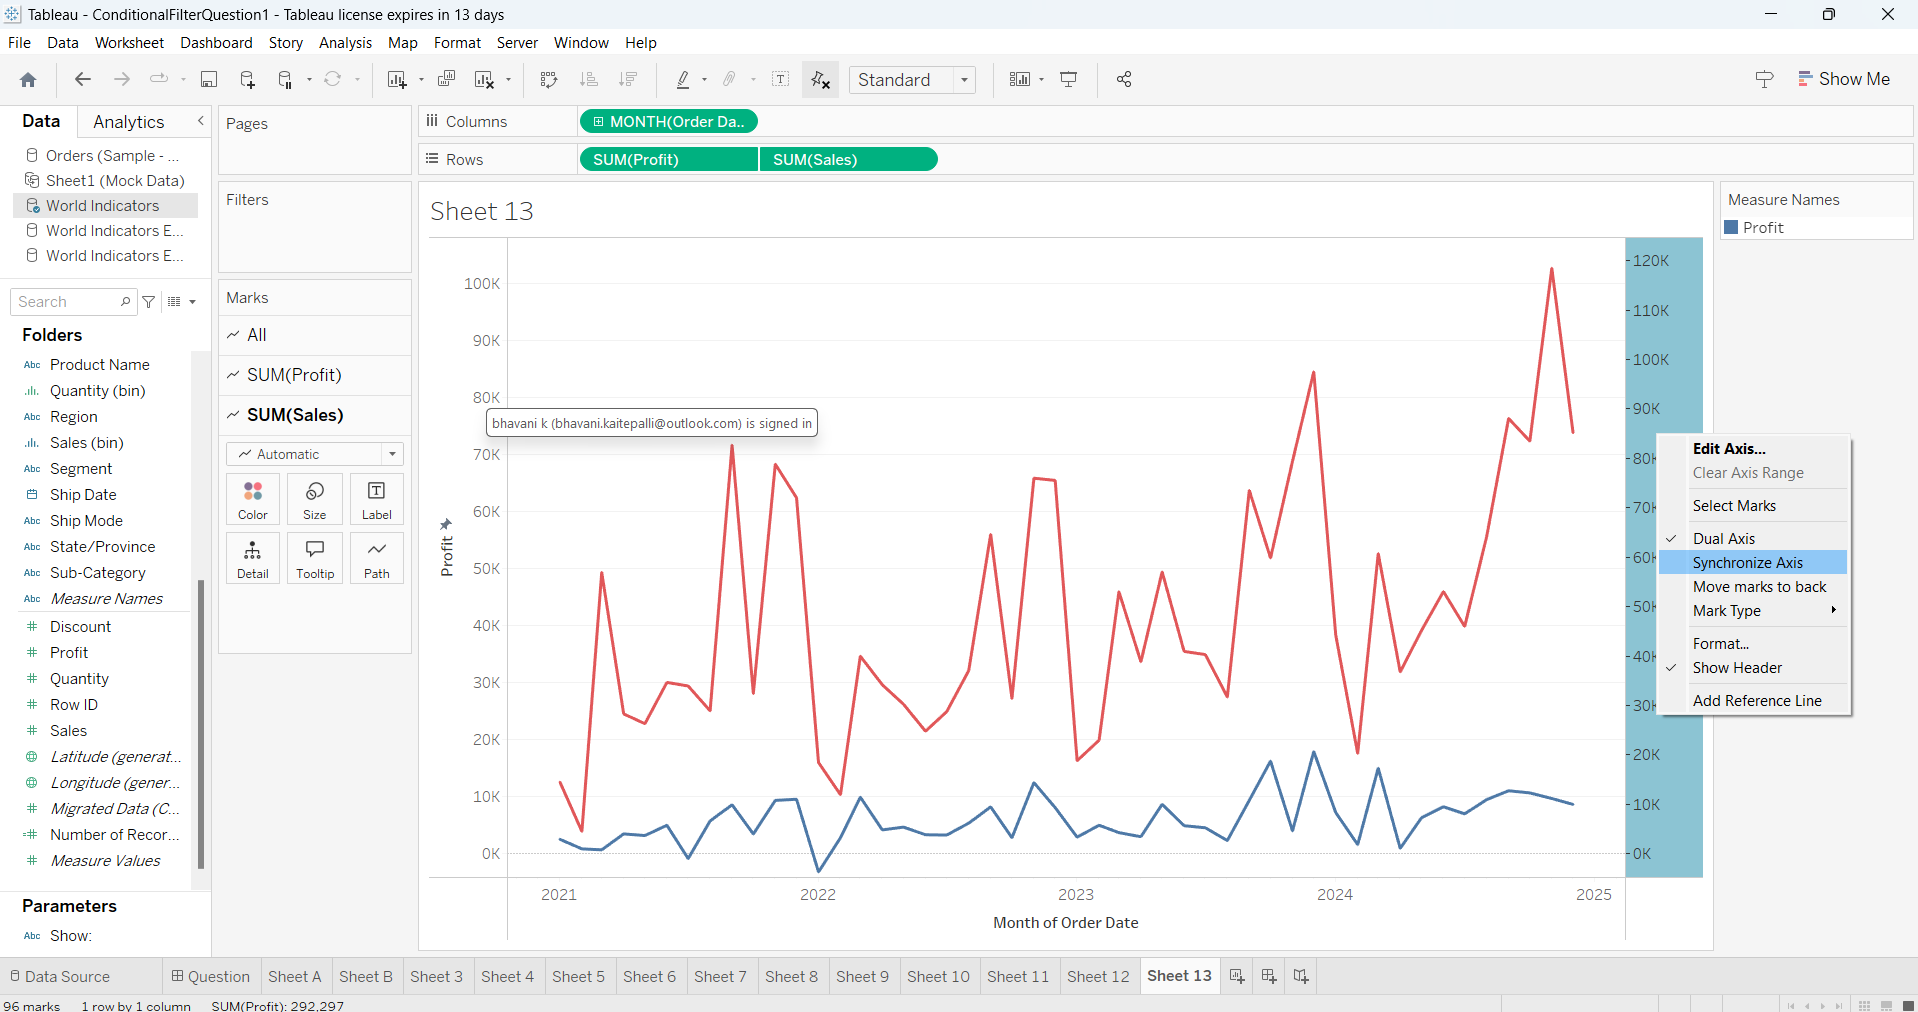 Tableau - ConditionalFilterQuestion1 - Tableau license expires in 13 days
File Data Worksheet Dashboard Story Analysis Map Format Server Window Help
Standard
Show Me
Data Analytics
Orders (Sample - ...
Sheet1 (Mock Data)
World Indicators
World Indicators E...
World Indicators E...
Search
Folders
Abc Product Name
Quantity (bin)
Abc Region
Sales (bin)
Abc Segment
Ship Date
Abc Ship Mode
Abc State/Province
Abc Sub-Category
Abc Measure Names
# Discount
# Profit
# Quantity
# Row ID
# Sales
Latitude (generat...
Longitude (gener...
# Migrated Data (C...
=# Number of Recor...
# Measure Values
Parameters
Abc Show:
Pages
Filters
Marks
All
SUM(Profit)
SUM(Sales)
Automatic
Color Size Label
Detail Tooltip Path
Columns MONTH(Order Da..
Rows SUM(Profit) SUM(Sales)
Sheet 13
Profit
100K
90K
80K
70K
60K
50K
40K
30K
20K
10K
0K
bhavani k (bhavani.kaitepalli@outlook.com) is signed in
120K
110K
100K
90K
80K
70K
60K
50K
40K
30K
20K
10K
0K
2021 2022 2023 2024 2025
Month of Order Date
Measure Names
Profit
Edit Axis...
Clear Axis Range
Select Marks
Dual Axis
Synchronize Axis
Move marks to back
Mark Type
Format...
Show Header
Add Reference Line
Data Source Question Sheet A Sheet B Sheet 3 Sheet 4 Sheet 5 Sheet 6 Sheet 7 Sheet 8 Sheet 9 Sheet 10 Sheet 11 Sheet 12 Sheet 13
96 marks 1 row by 1 column SUM(Profit): 292,297